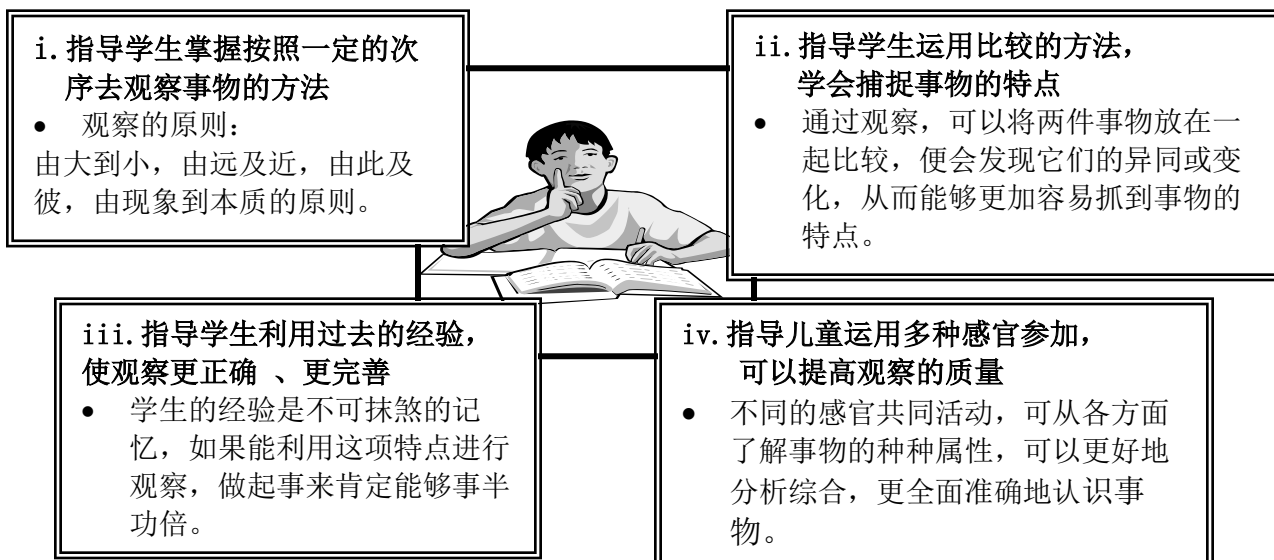 i.指导学生掌握按照一定的次
序去观察事物的方法
• 观察的原则：
由大到小，由远及近，由此及
彼，由现象到本质的原则。
ii.指导学生运用比较的方法，
学会捕捉事物的特点
• 通过观察，可以将两件事物放在一
起比较，便会发现它们的异同或变
化，从而能够更加容易抓到事物的
特点。
iii.指导学生利用过去的经验，
使观察更正确 、更完善
• 学生的经验是不可抹煞的记
忆，如果能利用这项特点进行
观察，做起事来肯定能够事半
功倍。
iv.指导儿童运用多种感官参加，
可以提高观察的质量
• 不同的感官共同活动，可从各方面
了解事物的种种属性，可以更好地
分析综合，更全面准确地认识事
物。